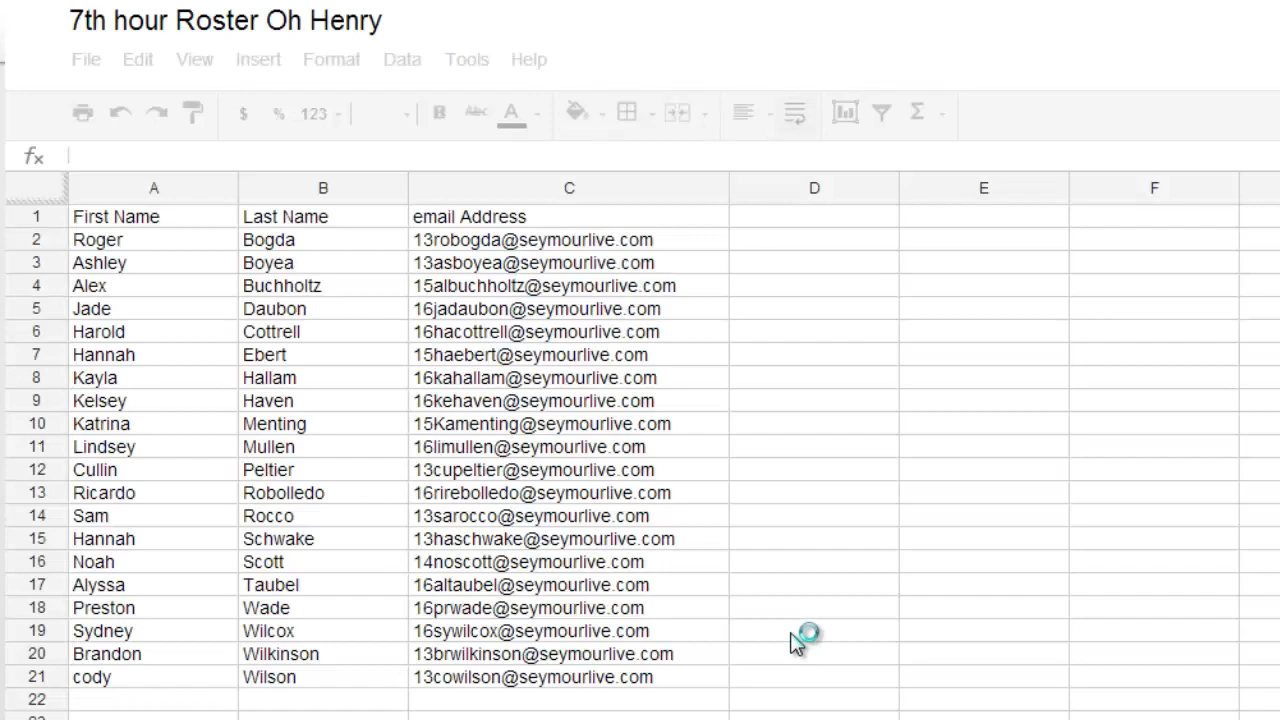 7th hour Roster Oh Henry
File Edit View Insert Format Data Tools Help
$ % 123 B Abc A Σ
fx
A B C D E F
1 First Name Last Name email Address
2 Roger Bogda 13robogda@seymourlive.com
3 Ashley Boyea 13asboyea@seymourlive.com
4 Alex Buchholtz 15albuchholtz@seymourlive.com
5 Jade Daubon 16jadaubon@seymourlive.com
6 Harold Cottrell 16hacottrell@seymourlive.com
7 Hannah Ebert 15haebert@seymourlive.com
8 Kayla Hallam 16kahallam@seymourlive.com
9 Kelsey Haven 16kehaven@seymourlive.com
10 Katrina Menting 15Kamenting@seymourlive.com
11 Lindsey Mullen 16limullen@seymourlive.com
12 Cullin Peltier 13cupeltier@seymourlive.com
13 Ricardo Robolledo 16rirebolledo@seymourlive.com
14 Sam Rocco 13sarocco@seymourlive.com
15 Hannah Schwake 13haschwake@seymourlive.com
16 Noah Scott 14noscott@seymourlive.com
17 Alyssa Taubel 16altaubel@seymourlive.com
18 Preston Wade 16prwade@seymourlive.com
19 Sydney Wilcox 16sywilcox@seymourlive.com
20 Brandon Wilkinson 13brwilkinson@seymourlive.com
21 cody Wilson 13cowilson@seymourlive.com
22